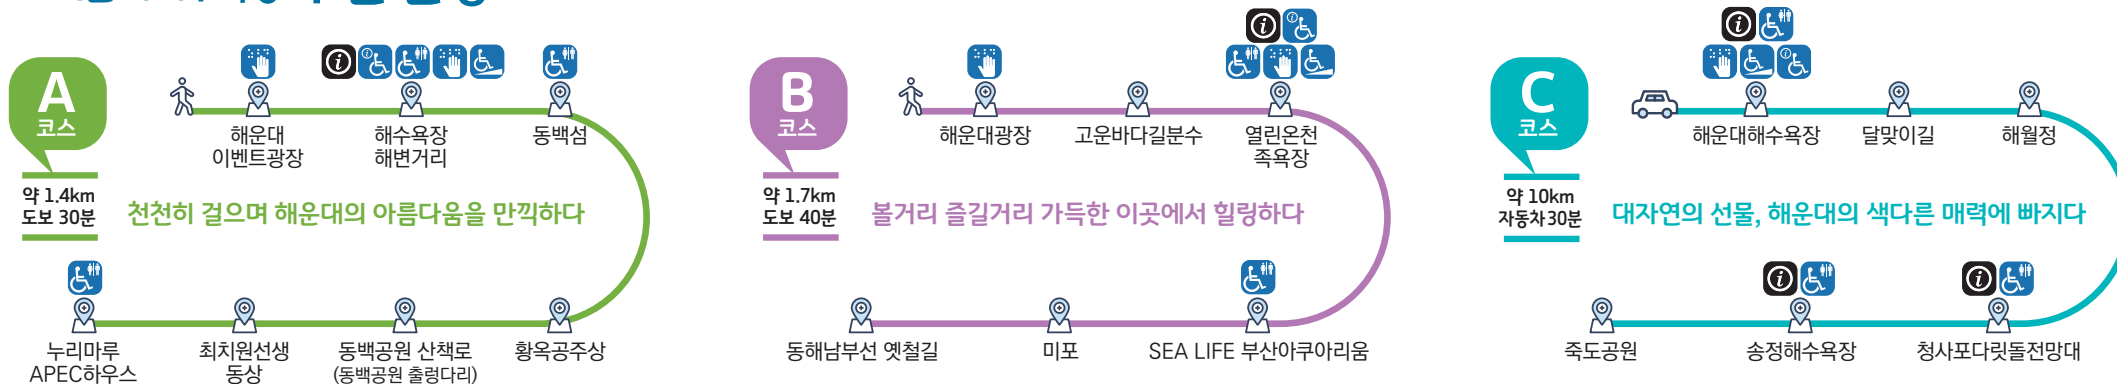 A
코스
약 1.4km
도보 30분
해운대
이벤트광장
해수욕장
해변거리
동백섬
천천히 걸으며 해운대의 아름다움을 만끽하다
누리마루
APEC하우스
최치원선생
동상
동백공원 산책로
(동백공원 출렁다리)
황옥공주상
B
코스
약 1.7km
도보 40분
해운대광장
고운바다길분수
열린온천
족욕장
볼거리 즐길거리 가득한 이곳에서 힐링하다
동해남부선 옛철길
미포
SEA LIFE 부산아쿠아리움
C
코스
약 10km
자동차30분
해운대해수욕장
달맞이길
해월정
대자연의 선물, 해운대의 색다른 매력에 빠지다
죽도공원
송정해수욕장
청사포다릿돌전망대